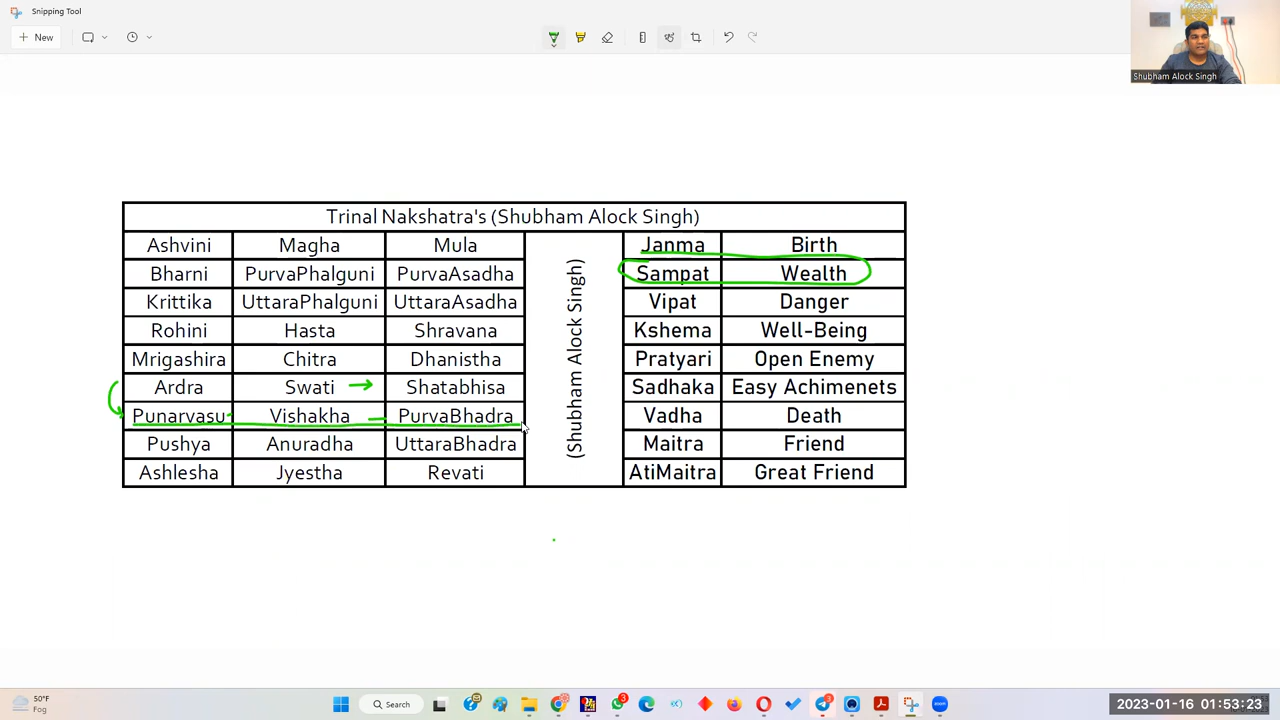 Snipping Tool
New
Shubham Alock Singh
Trinal Nakshatra's (Shubham Alock Singh)
Ashvini Magha Mula Janma Birth
Bharni PurvaPhalguni PurvaAsadha Sampat Wealth
Krittika UttaraPhalguni UttaraAsadha Vipat Danger
Rohini Hasta Shravana Kshema Well-Being
Mrigashira Chitra Dhanistha Pratyari Open Enemy
Ardra Swati Shatabhisa Sadhaka Easy Achimenets
Punarvasu Vishakha PurvaBhadra Vadha Death
Pushya Anuradha UttaraBhadra Maitra Friend
Ashlesha Jyestha Revati AtiMaitra Great Friend
(Shubham Alock Singh)
50°F
Fog
Search
3
3
2023-01-16 01:53:23